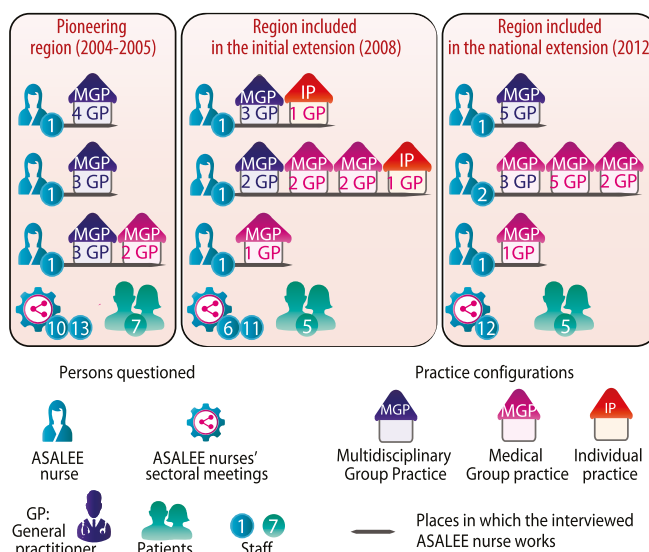 Pioneering
region (2004-2005)
Region included
in the initial extension (2008)
Region included
in the national extension (2012
MGP
4 GP
1
MGP
3 GP
IP
1 GP
1
MGP
5 GP
1
MGP
3 GP
1
MGP
2 GP
MGP
2 GP
MGP
2 GP
IP
1 GP
1
MGP
3 GP
MGP
5 GP
MGP
2 GP
2
MGP
3 GP
MGP
2 GP
1
MGP
1 GP
1
MGP
1GP
1
10 13
7
6 11
5
12
5
Persons questioned
Practice configurations
ASALEE
nurse
ASALEE nurses'
sectoral meetings
MGP
Multidisciplinary
Group Practice
MGP
Medical
Group practice
IP
Individual
practice
GP:
General
practitioner
Patients
1 7
Staff
Places in which the interviewed
ASALEE nurse works